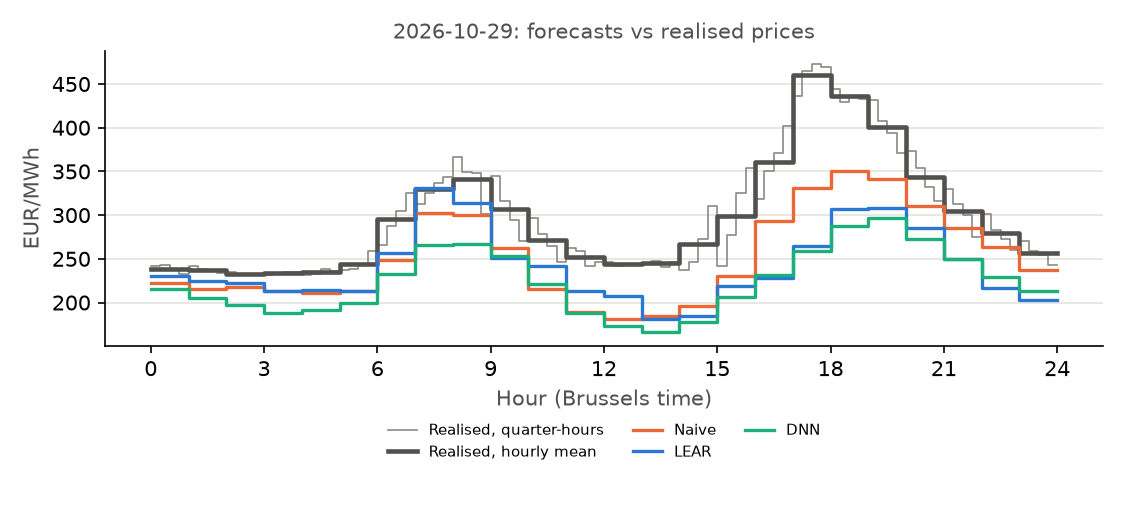 2026-10-29: forecasts vs realised prices
EUR/MWh
450
400
350
300
250
200
0 3 6 9 12 15 18 21 24
Hour (Brussels time)
Realised, quarter-hours Naive DNN
Realised, hourly mean LEAR